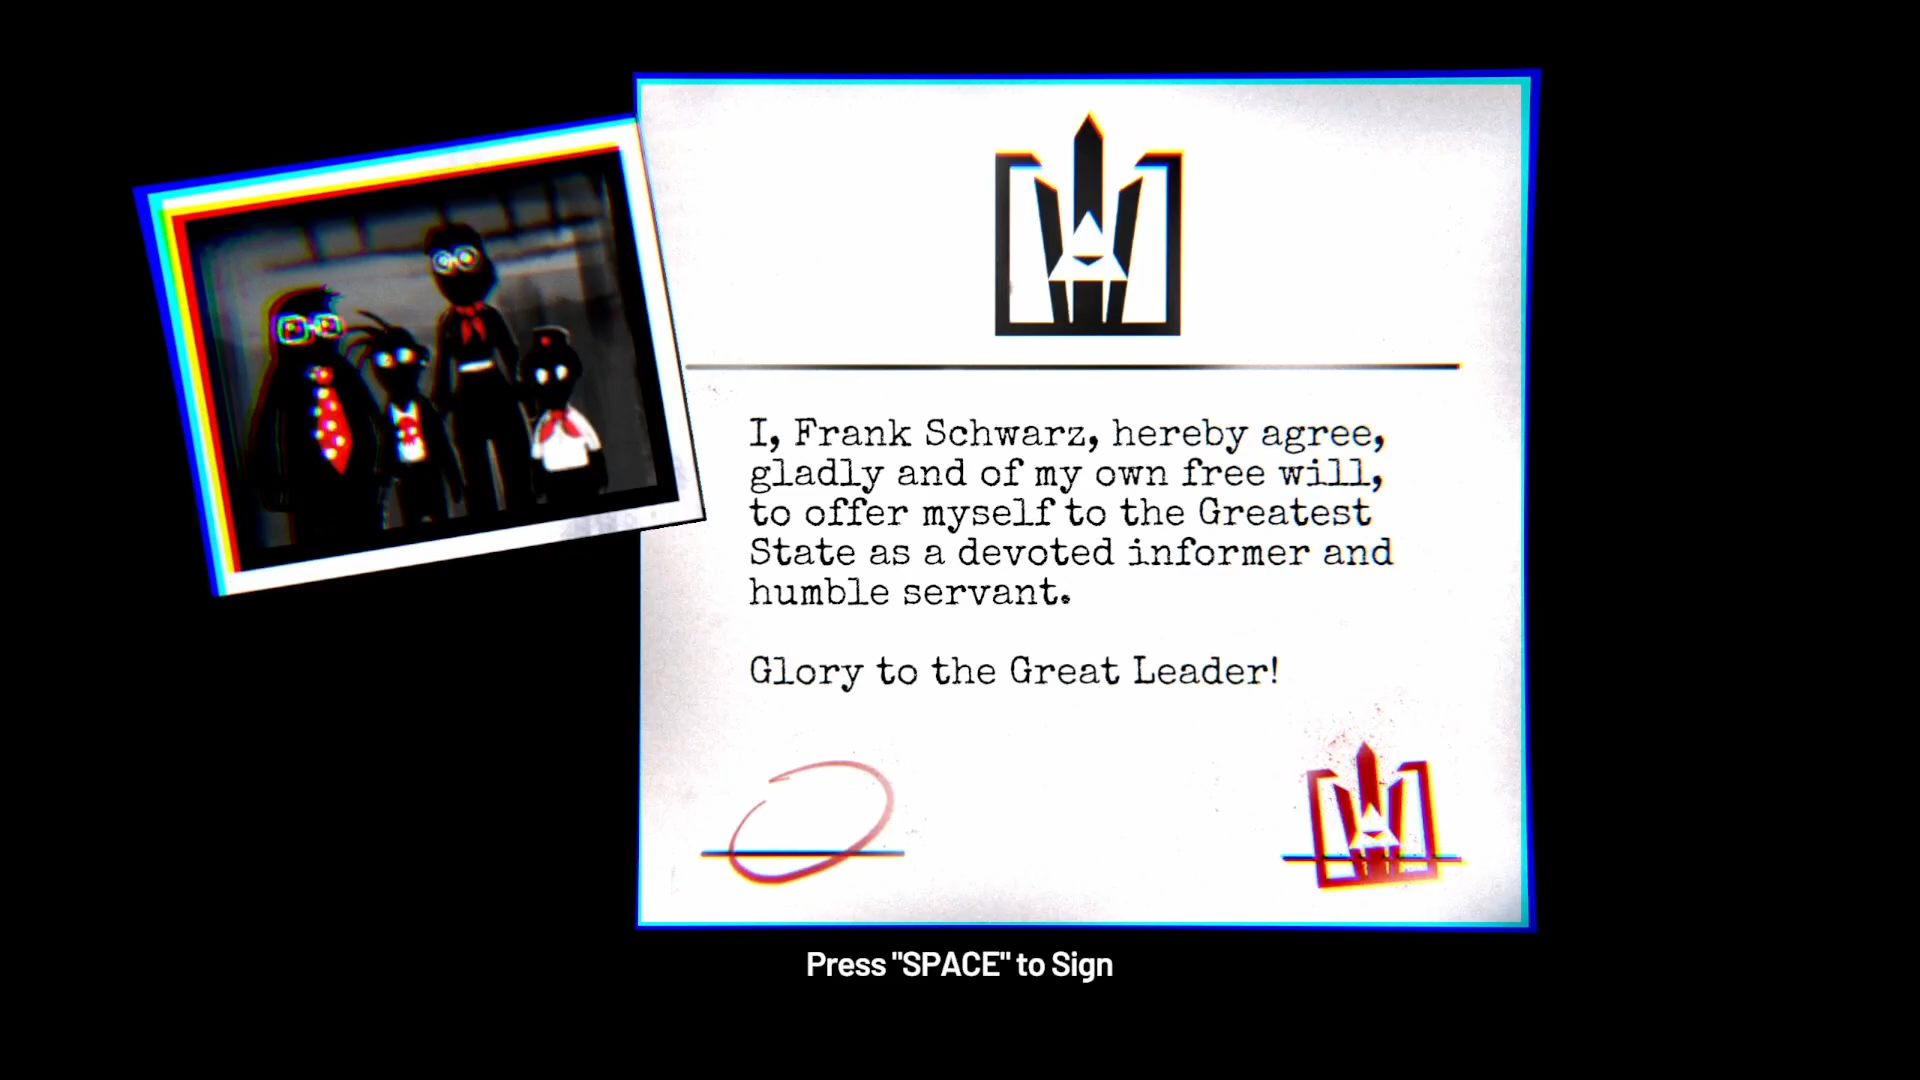 I, Frank Schwarz, hereby agree,
gladly and of my own free will,
to offer myself to the Greatest
State as a devoted informer and
humble servant.
Glory to the Great Leader!
Press "SPACE" to Sign